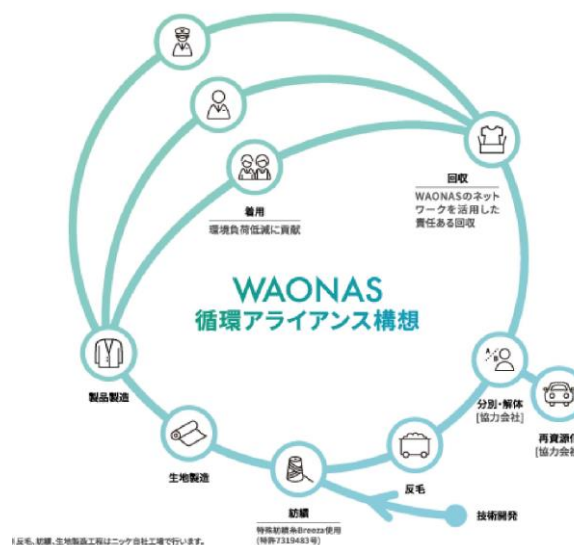 回収
WAONASのネット
ワークを活用した
責任ある回収
着用
環境負荷低減に貢献
WAONAS
循環アライアンス構想
製品製造
A
B
分別・解体
[協力会社]
再資源化
[協力会社
生地製造
反毛
紡績
特殊紡績糸Breeza使用
(特許7319483号)
技術開発
反毛、紡績、生地製造工程はニッケ自社工場で行います。